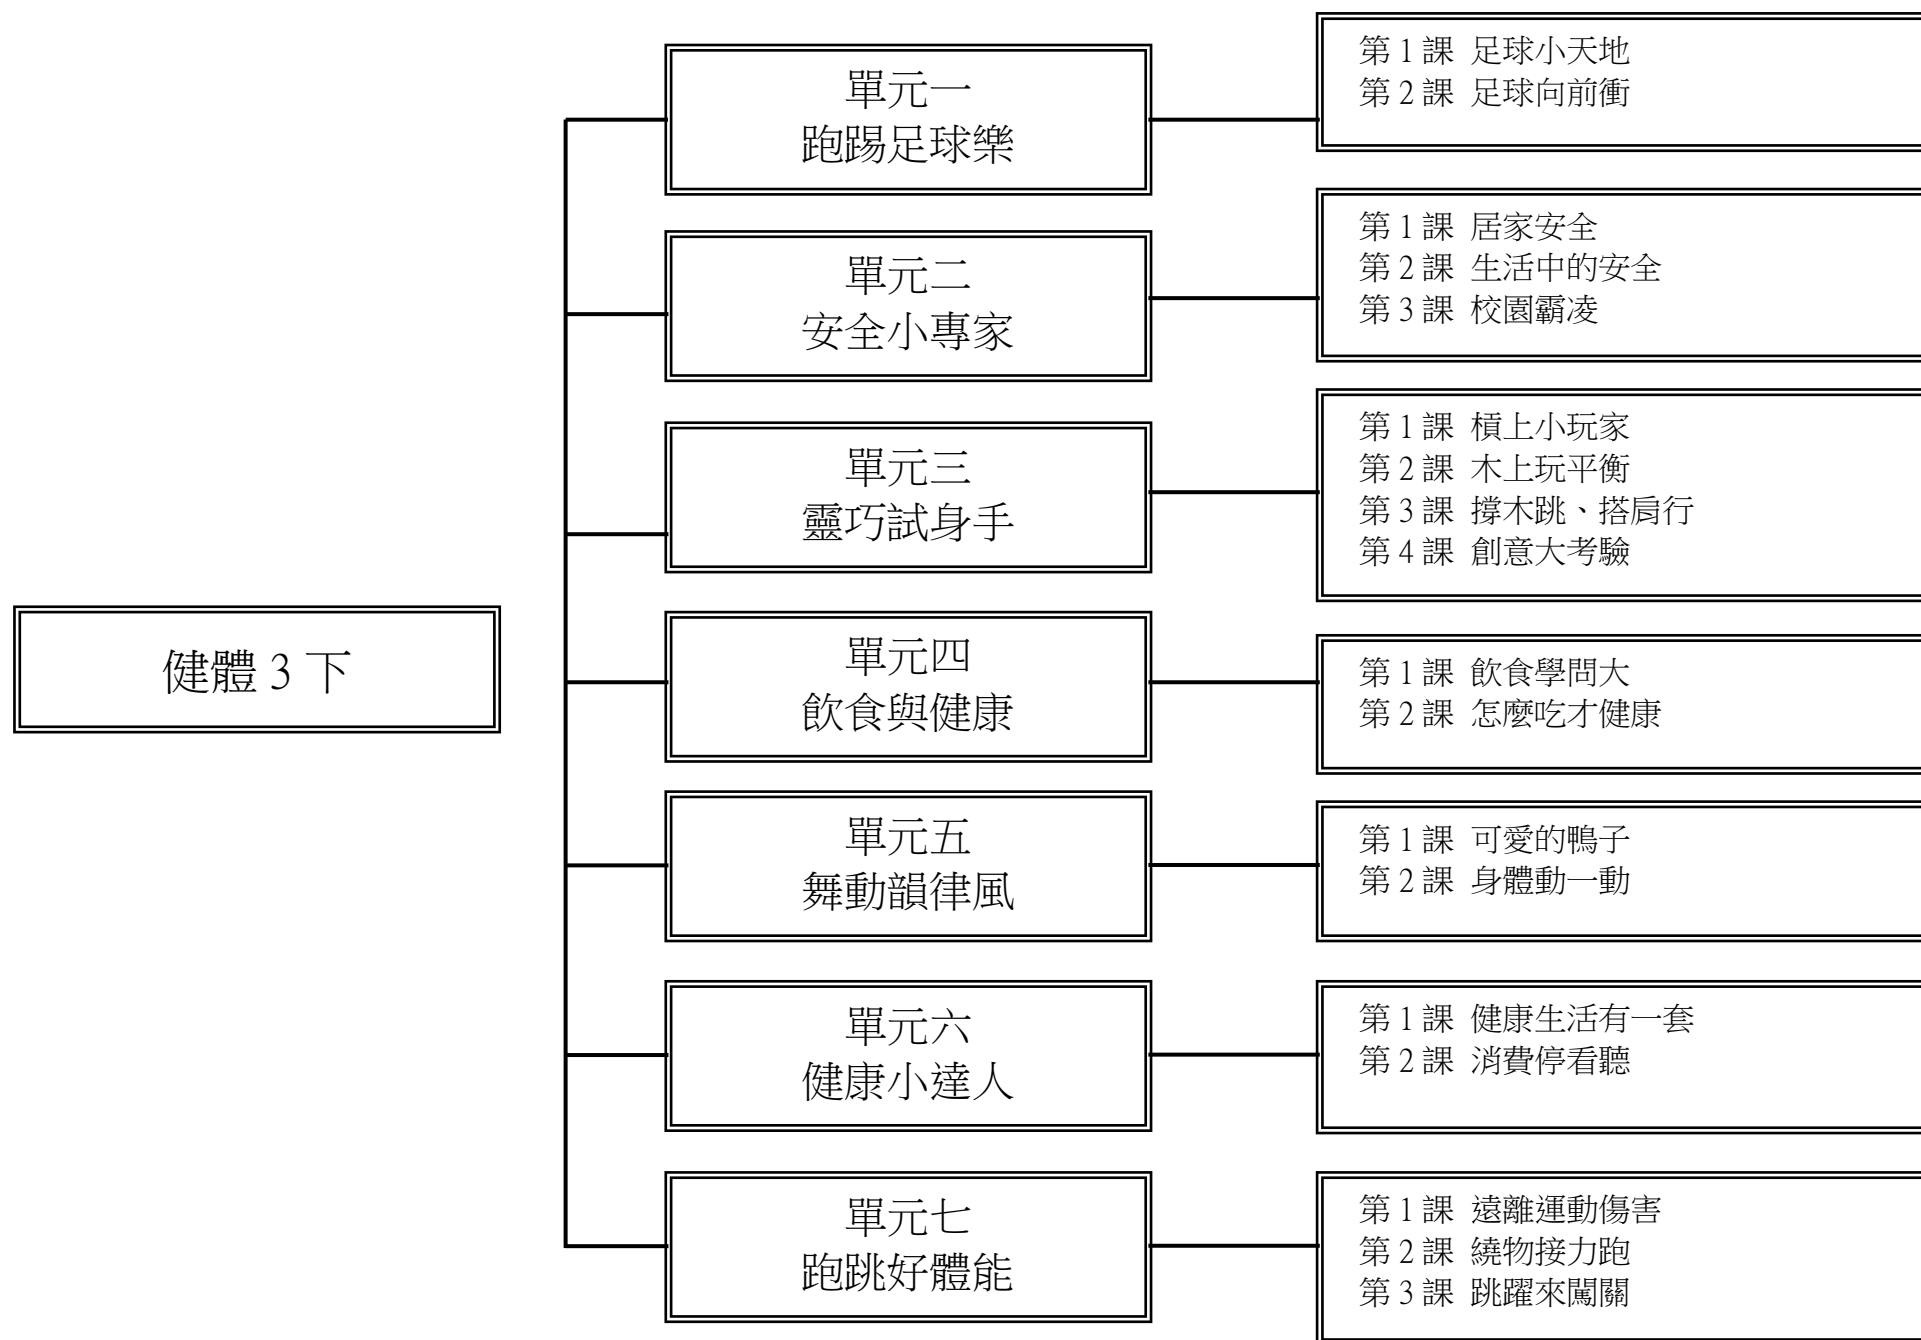 健體 3 下
單元一
跑踢足球樂
第 1 課 足球小天地
第 2 課 足球向前衝
單元二
安全小專家
第 1 課 居家安全
第 2 課 生活中的安全
第 3 課 校園霸凌
單元三
靈巧試身手
第 1 課 槓上小玩家
第 2 課 木上玩平衡
第 3 課 撐木跳、搭肩行
第 4 課 創意大考驗
單元四
飲食與健康
第 1 課 飲食學問大
第 2 課 怎麼吃才健康
單元五
舞動韻律風
第 1 課 可愛的鴨子
第 2 課 身體動一動
單元六
健康小達人
第 1 課 健康生活有一套
第 2 課 消費停看聽
單元七
跑跳好體能
第 1 課 遠離運動傷害
第 2 課 繞物接力跑
第 3 課 跳躍來闖關